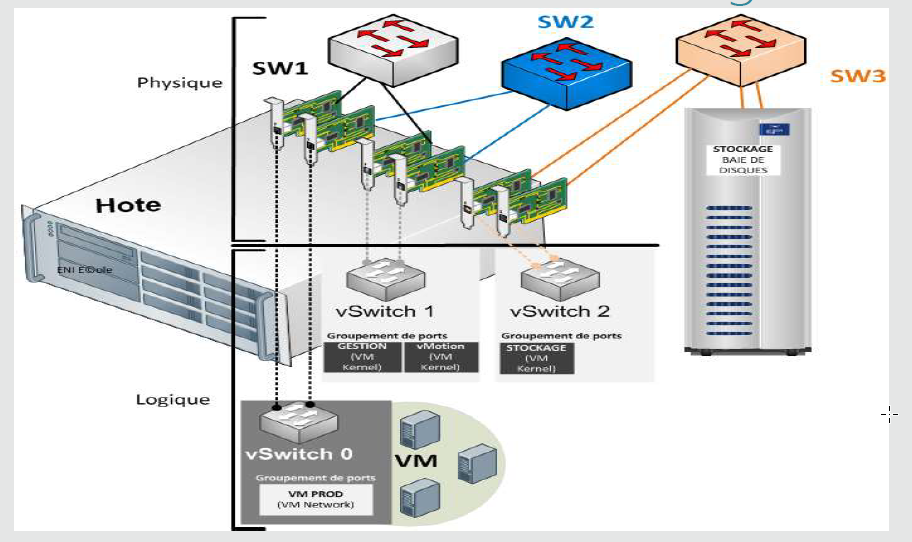 SW2
SW1
SW3
Physique
STOCKAGE
BAIE DE
DISQUES
Hote
ENI E©ole
vSwitch 1
vSwitch 2
Groupement de ports
GESTION
(VM
Kernel)
vMotion
(VM
Kernel)
Groupement de ports
STOCKAGE
(VM
Kernel)
Logique
vSwitch 0
VM
Groupement de ports
VM PROD
(VM Network)